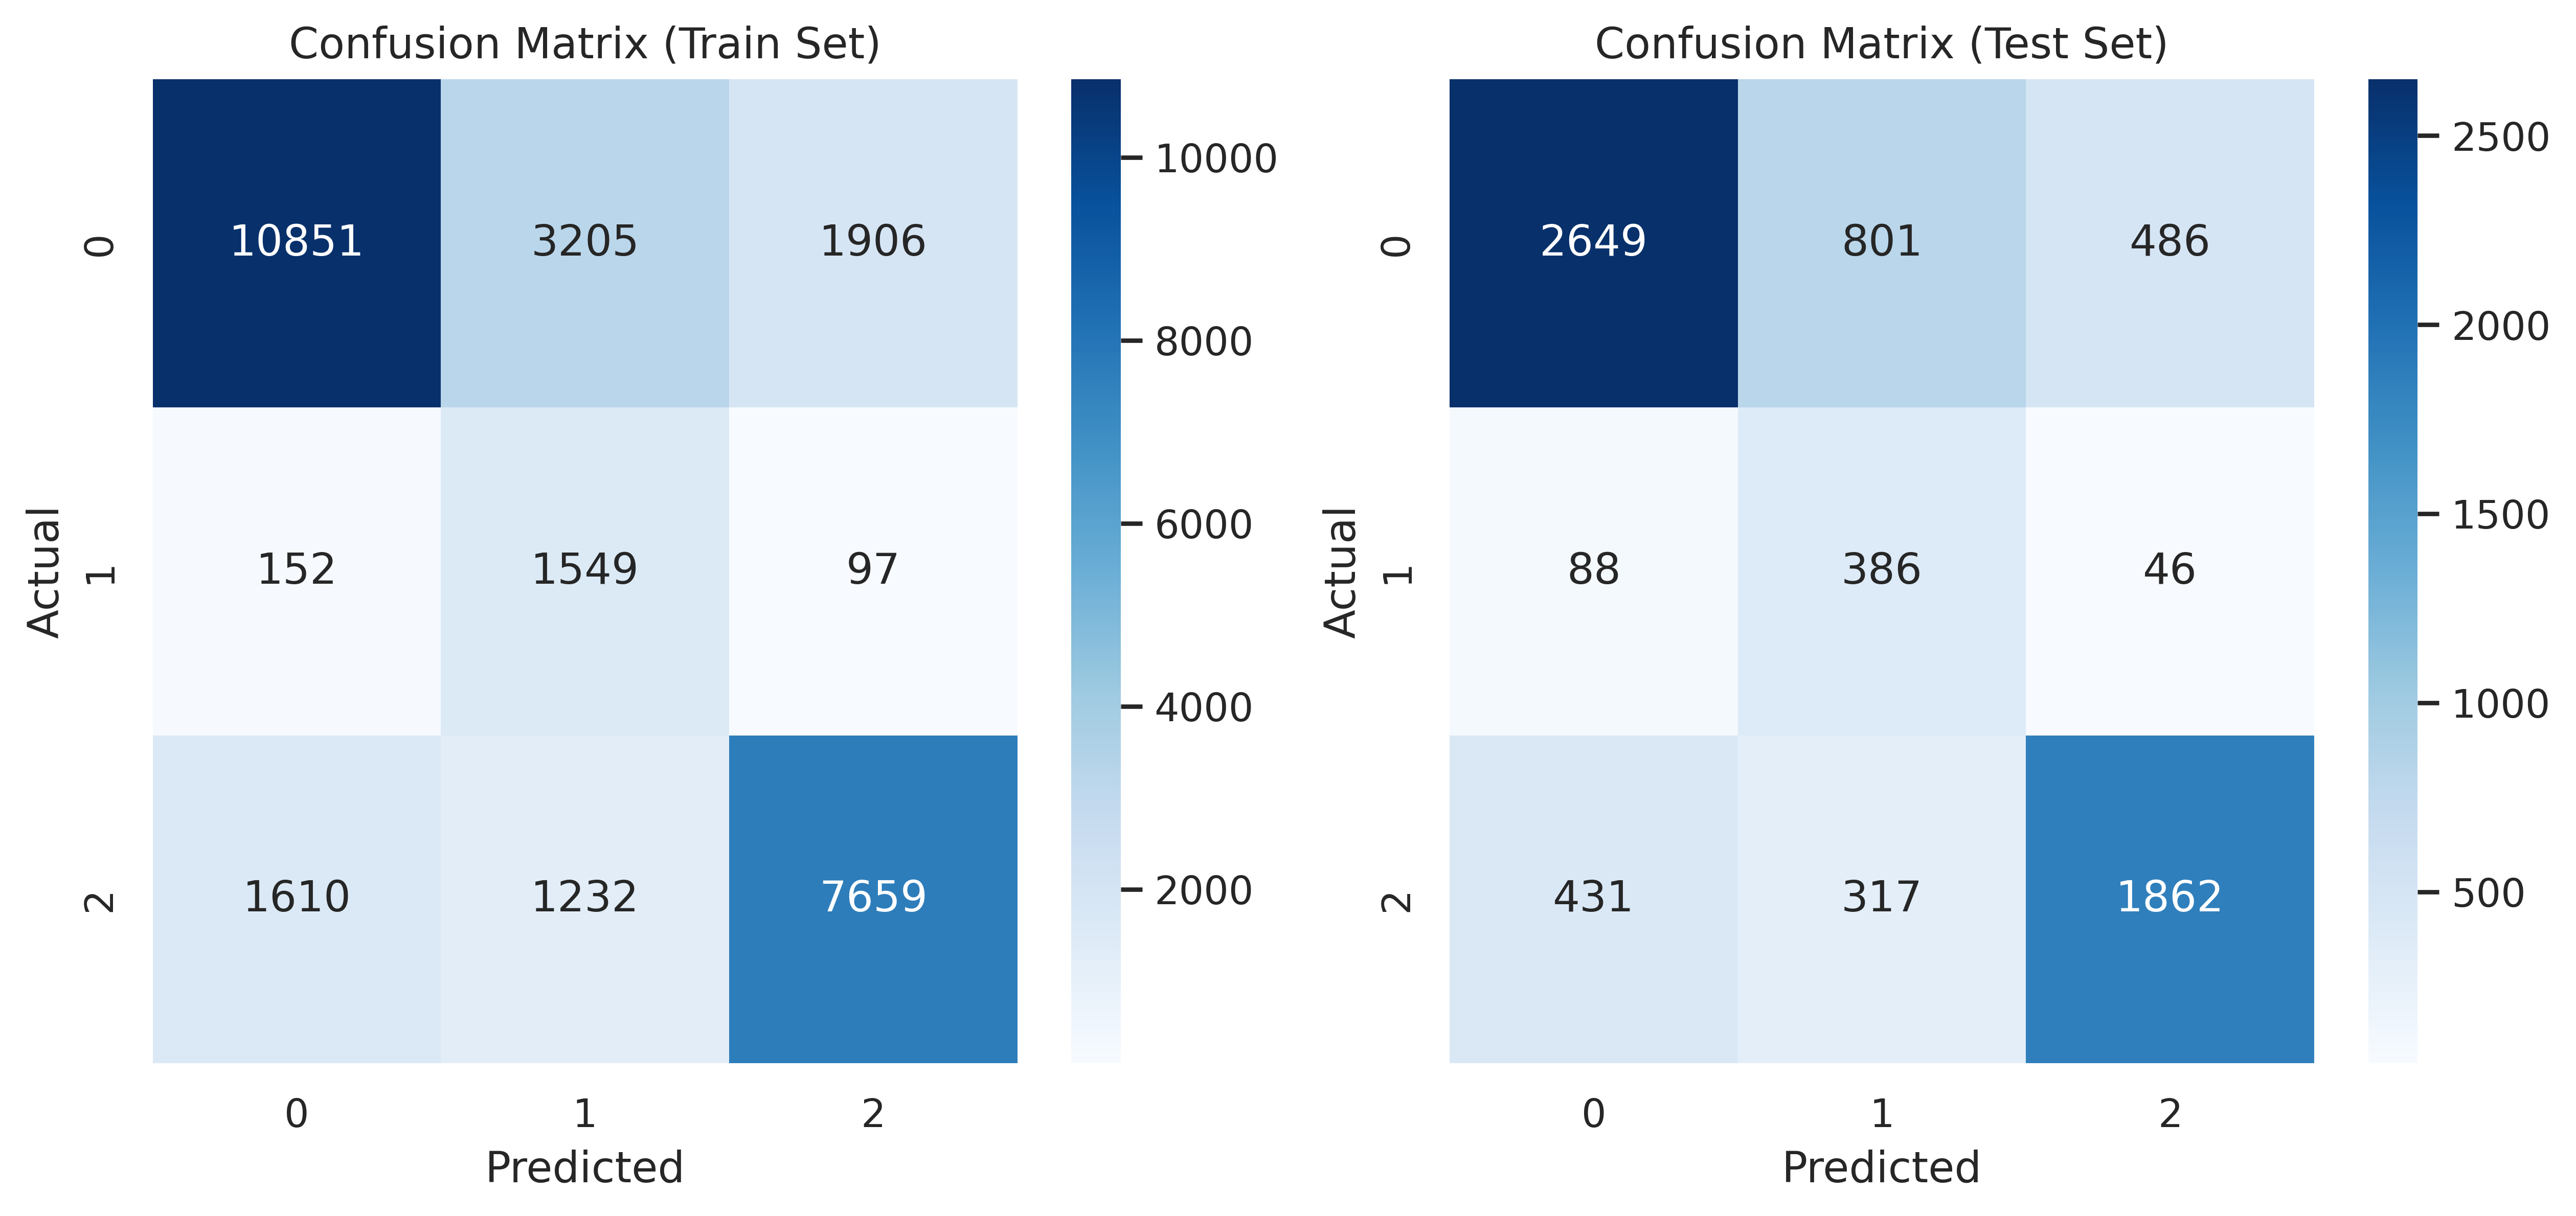 Confusion Matrix (Train Set)
10851 3205 1906
152 1549 97
1610 1232 7659
0
1
2
Actual
0 1 2
Predicted
10000
8000
6000
4000
2000
Confusion Matrix (Test Set)
2649 801 486
88 386 46
431 317 1862
0
1
2
Actual
0 1 2
Predicted
2500
2000
1500
1000
500